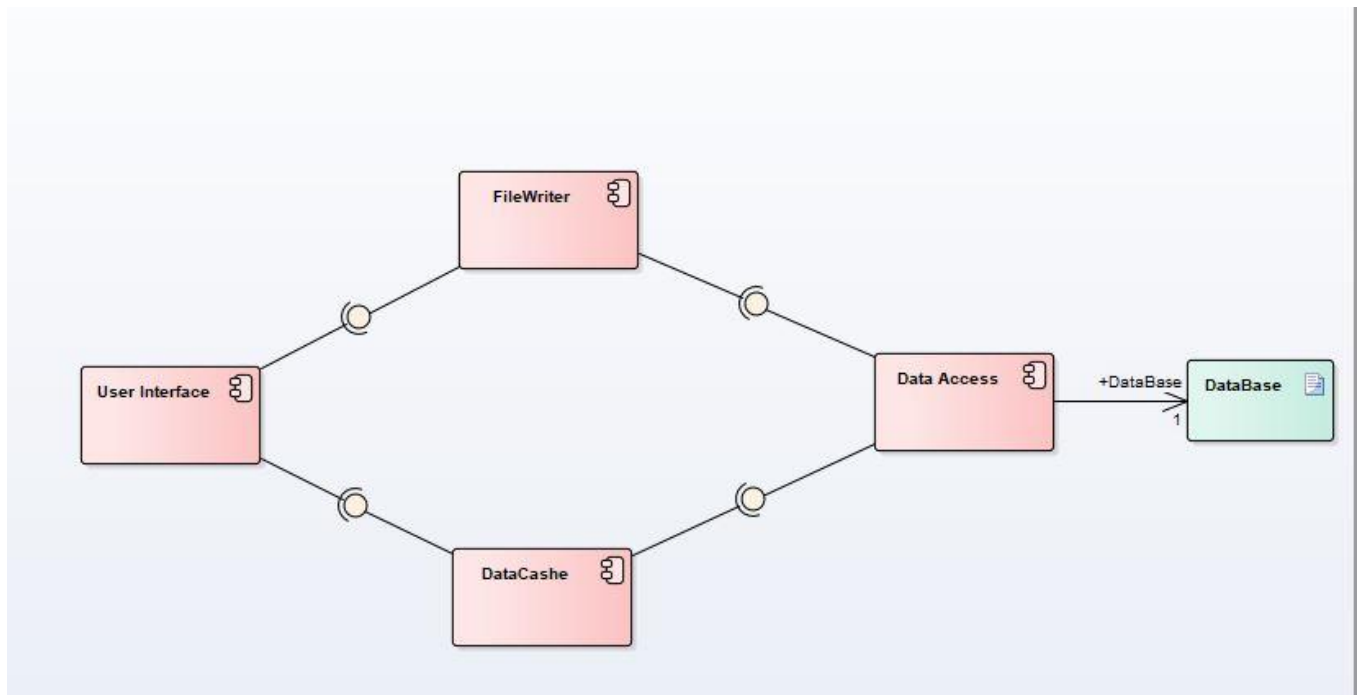 FileWriter
User Interface
Data Access
+DataBase
1
DataBase
DataCashe